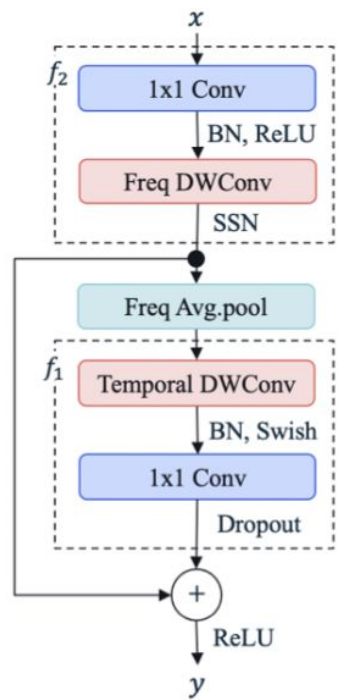 x
f₂
1x1 Conv
BN, ReLU
Freq DWConv
SSN
Freq Avg.pool
f₁
Temporal DWConv
BN, Swish
1x1 Conv
Dropout
+
ReLU
y